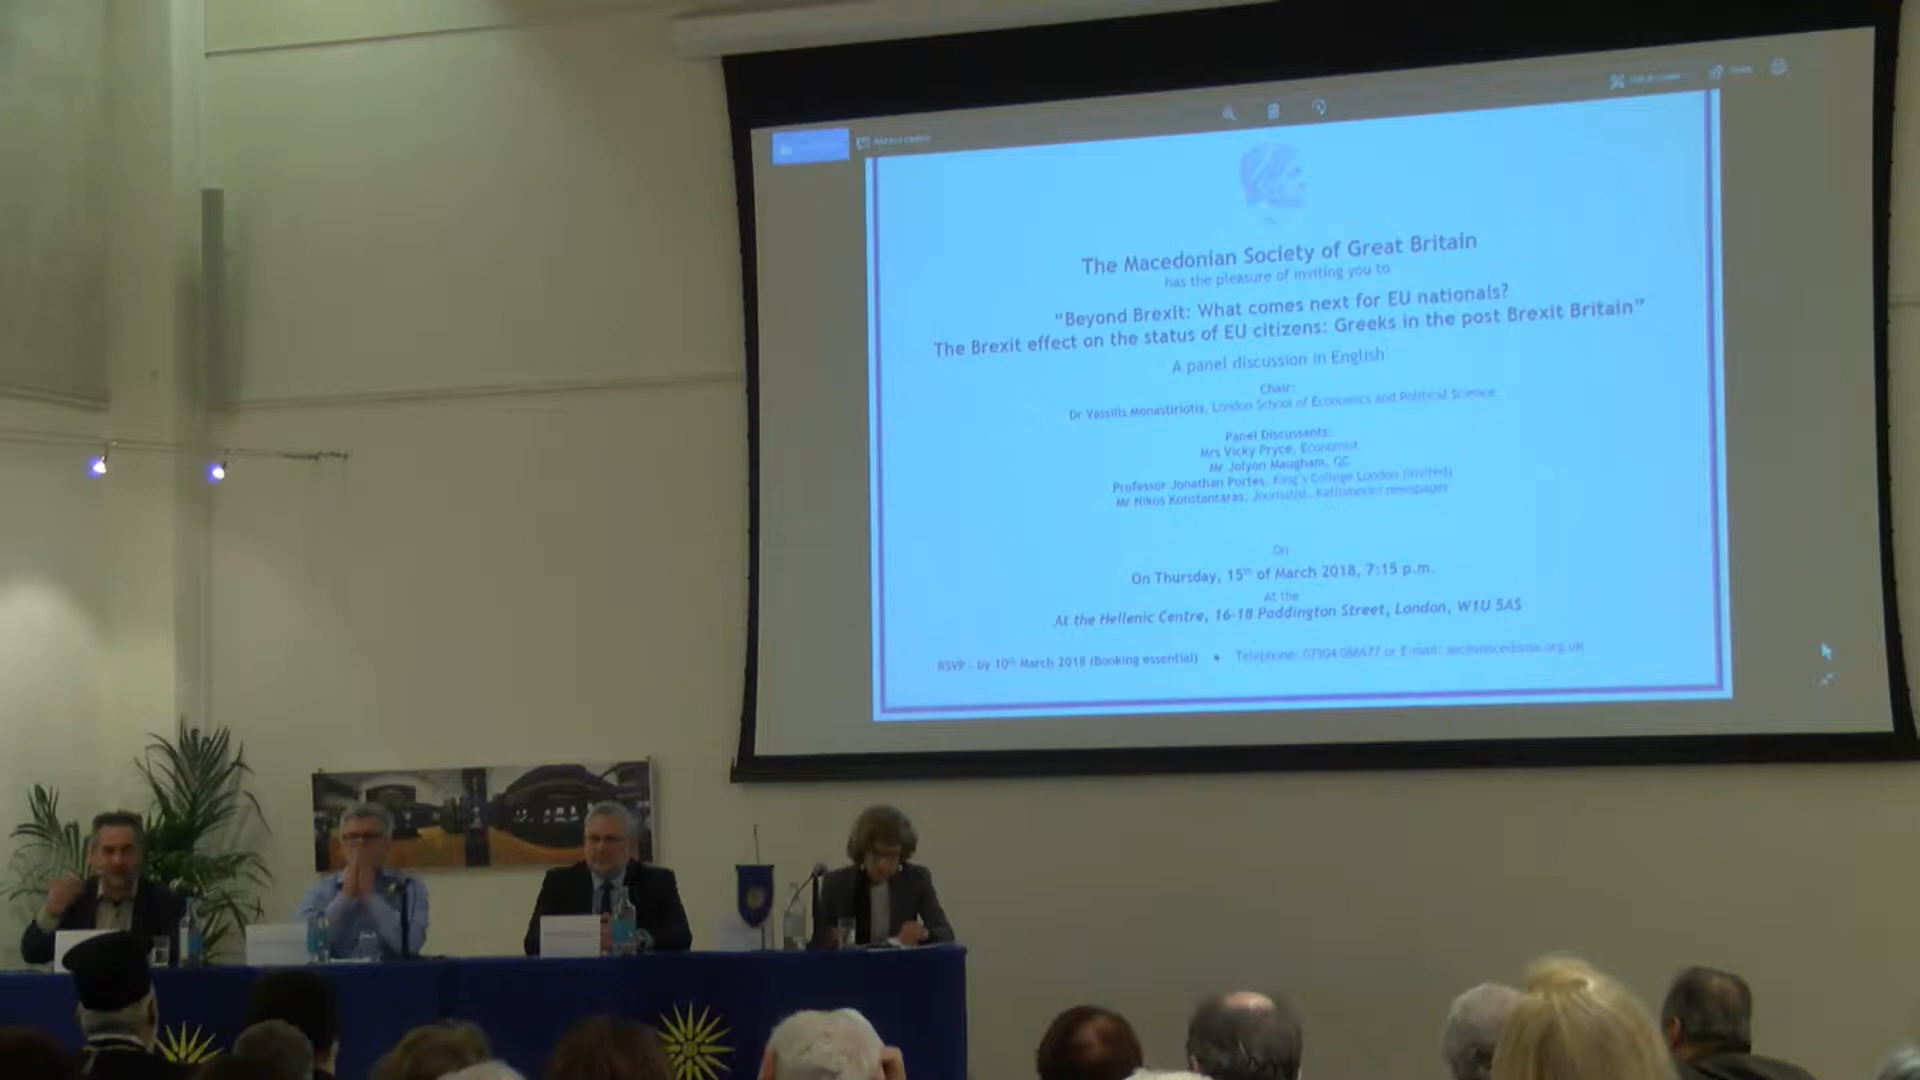 The Macedonian Society of Great Britain
has the pleasure of inviting you to
“Beyond Brexit: What comes next for EU nationals?
The Brexit effect on the status of EU citizens: Greeks in the post Brexit Britain”
A panel discussion in English
Chair:
Dr Vassilis Monastiriotis, London School of Economics and Political Science
Panel Discussants:
Mrs Vicky Pryce, Economist
Mr Jolyon Maugham, QC
Professor Jonathan Portes, King's College London (invited)
Mr Nikos Konstantaras, Journalist, Kathimerini newspaper
On
On Thursday, 15th of March 2018, 7:15 p.m.
At the
At the Hellenic Centre, 16-18 Paddington Street, London, W1U 5AS
RSVP - by 10th March 2018 (Booking essential) • Telephone: or E-mail: